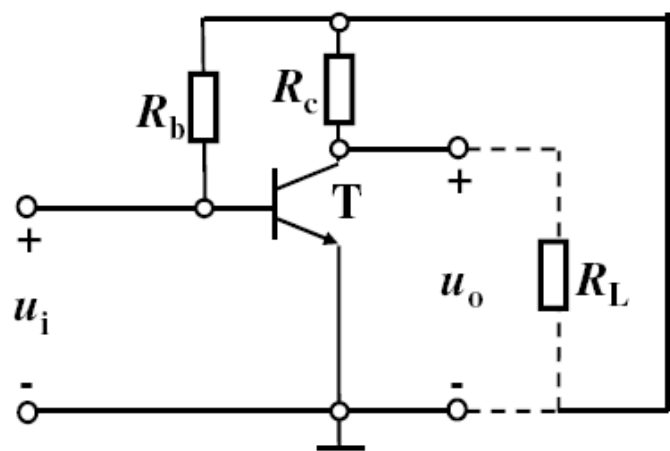 R_b
R_c
+
+
T
u_i
u_o
R_L
-
-